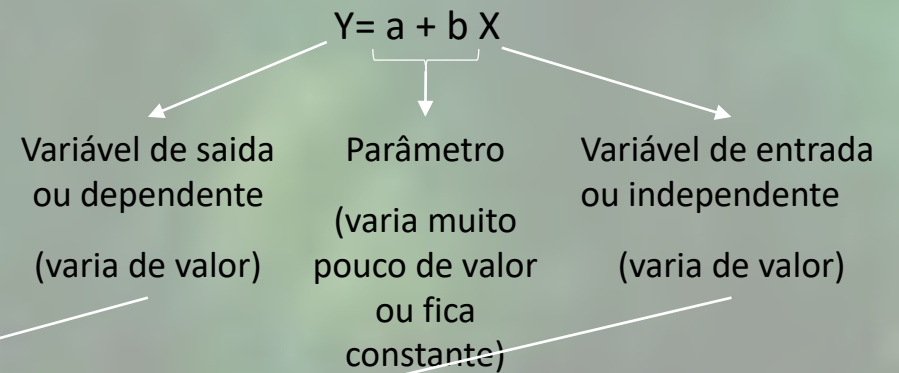 Y= a + b X
Variável de saida
ou dependente
(varia de valor)
Parâmetro
(varia muito
pouco de valor
ou fica
constante)
Variável de entrada
ou independente
(varia de valor)